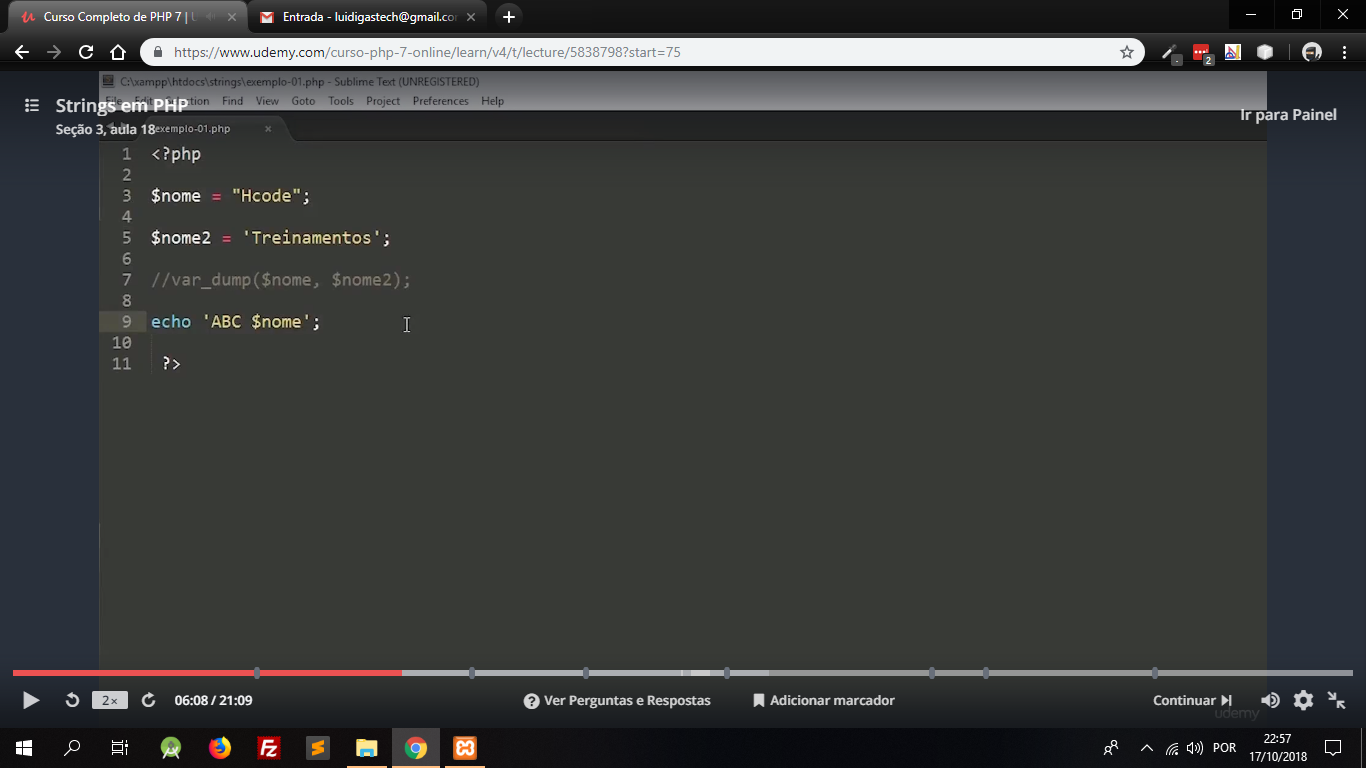 Curso Completo de PHP 7 | U
Entrada - luidigastech@gmail.cor
https://www.udemy.com/curso-php-7-online/learn/v4/t/lecture/5838798?start=75
2
C:\xampp\htdocs\strings\exemplo-01.php - Sublime Text (UNREGISTERED)
File Edit Selection Find View Goto Tools Project Preferences Help
Strings em PHP
Seção 3, aula 18
Ir para Painel
exemplo-01.php
1 <?php
2
3 $nome = "Hcode";
4
5 $nome2 = 'Treinamentos';
6
7 //var_dump($nome, $nome2);
8
9 echo 'ABC $nome';
10
11 ?>
2×
06:08 / 21:09
Ver Perguntas e Respostas
Adicionar marcador
Continuar
udemy
POR
22:57
17/10/2018